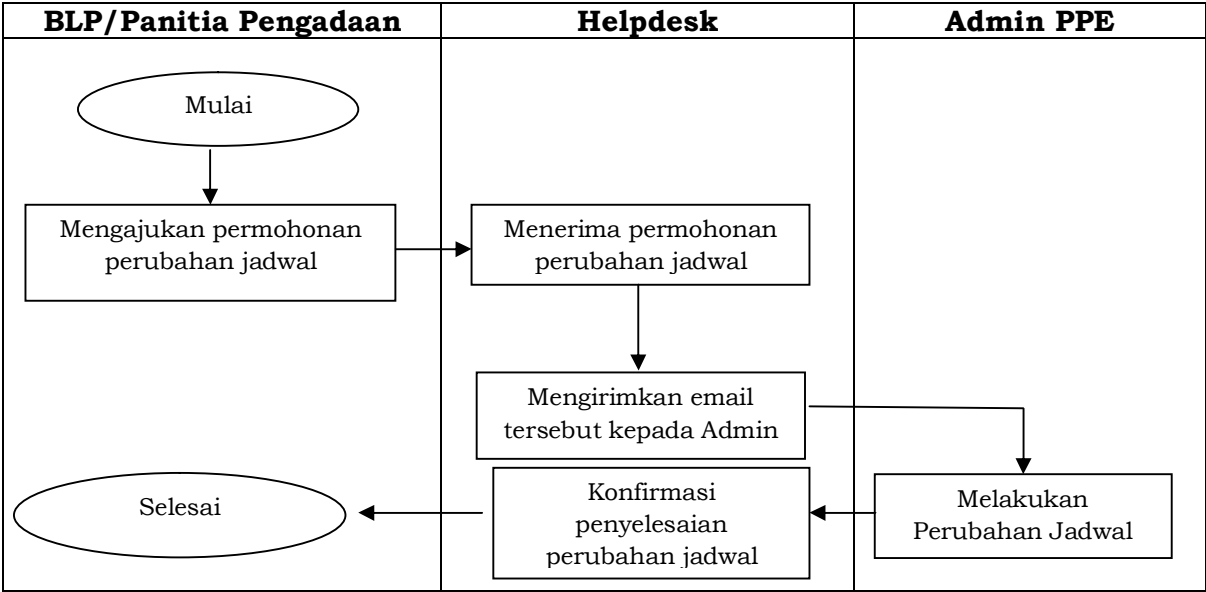 BLP/Panitia Pengadaan
Helpdesk
Admin PPE
Mulai
Mengajukan permohonan
perubahan jadwal
Menerima permohonan
perubahan jadwal
Mengirimkan email
tersebut kepada Admin
Selesai
Konfirmasi
penyelesaian
perubahan jadwal
Melakukan
Perubahan Jadwal